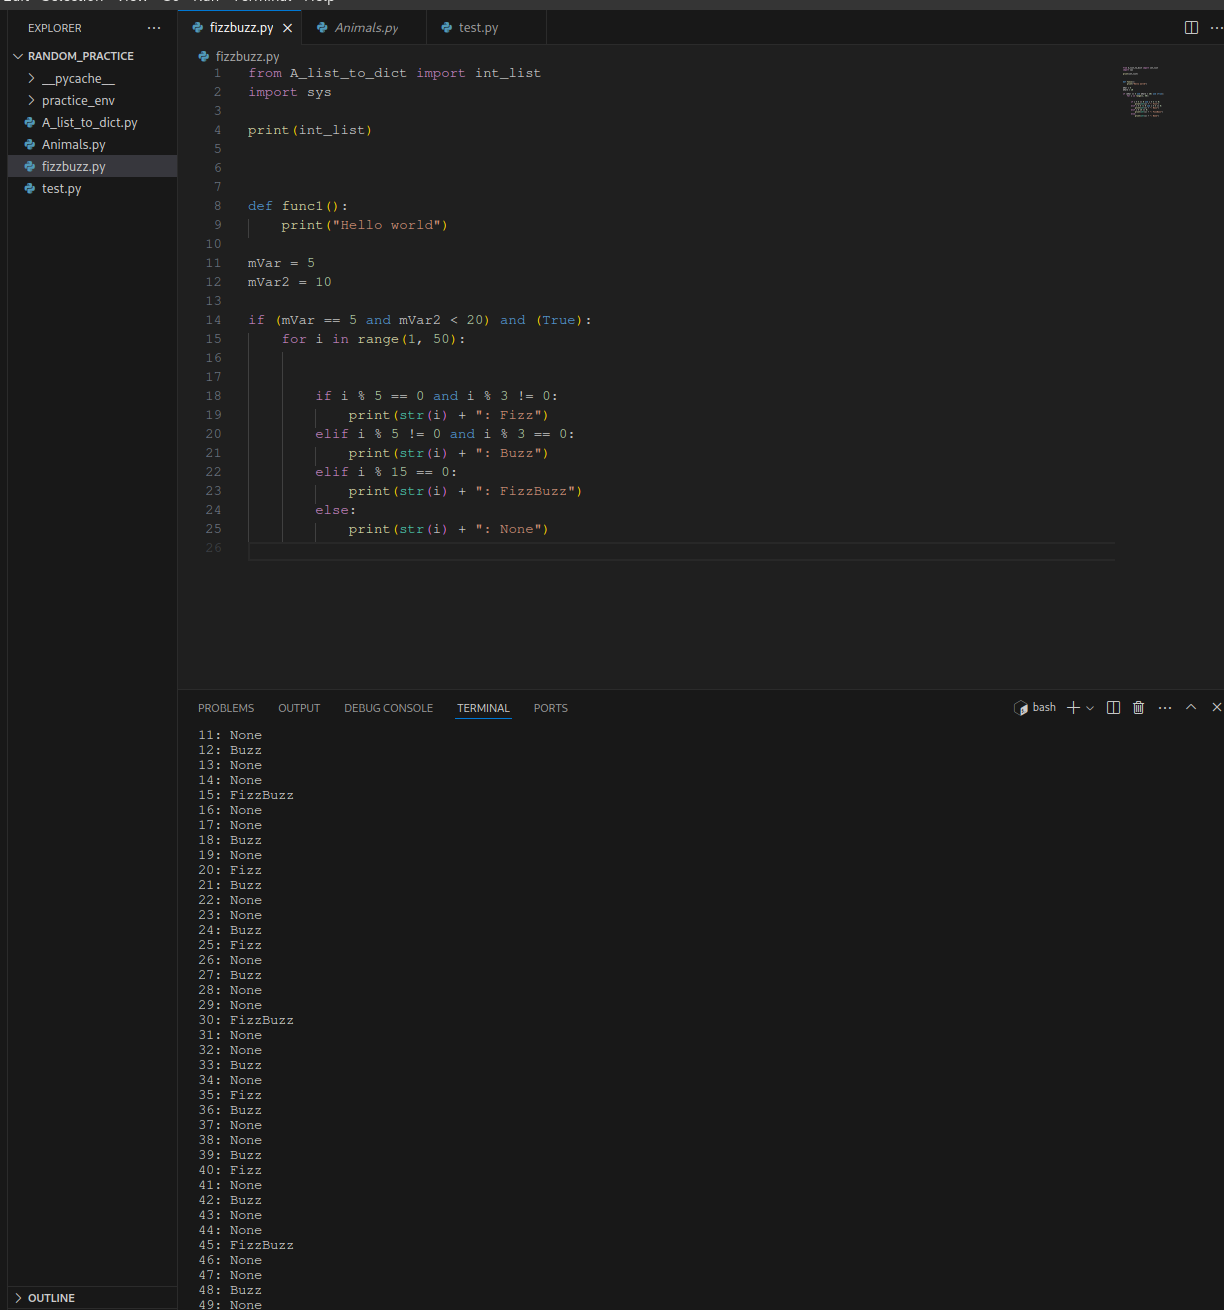 Edit Selection View Go Run Terminal Help
EXPLORER
RANDOM_PRACTICE
__pycache__
practice_env
A_list_to_dict.py
Animals.py
fizzbuzz.py
test.py
OUTLINE
fizzbuzz.py Animals.py test.py
fizzbuzz.py
1 from A_list_to_dict import int_list
2 import sys
3
4 print(int_list)
5
6
7
8 def func1():
9     print("Hello world")
10
11 mVar = 5
12 mVar2 = 10
13
14 if (mVar == 5 and mVar2 < 20) and (True):
15     for i in range(1, 50):
16
17
18         if i % 5 == 0 and i % 3 != 0:
19             print(str(i) + ": Fizz")
20         elif i % 5 != 0 and i % 3 == 0:
21             print(str(i) + ": Buzz")
22         elif i % 15 == 0:
23             print(str(i) + ": FizzBuzz")
24         else:
25             print(str(i) + ": None")
26
PROBLEMS OUTPUT DEBUG CONSOLE TERMINAL PORTS
bash
11: None
12: Buzz
13: None
14: None
15: FizzBuzz
16: None
17: None
18: Buzz
19: None
20: Fizz
21: Buzz
22: None
23: None
24: Buzz
25: Fizz
26: None
27: Buzz
28: None
29: None
30: FizzBuzz
31: None
32: None
33: Buzz
34: None
35: Fizz
36: Buzz
37: None
38: None
39: Buzz
40: Fizz
41: None
42: Buzz
43: None
44: None
45: FizzBuzz
46: None
47: None
48: Buzz
49: None